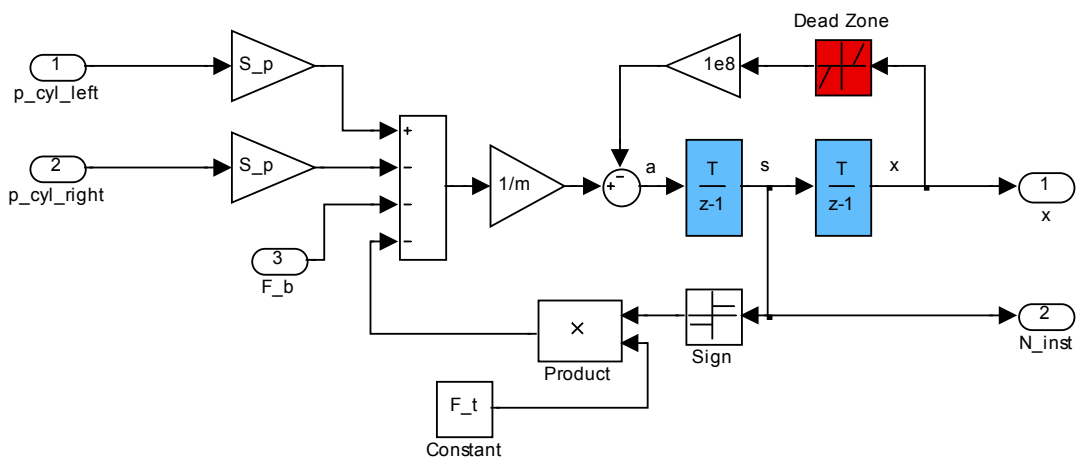 Dead Zone
1
p_cyl_left
S_p
1e8
+
2
p_cyl_right
S_p
−
1/m
+
−
a
T
z-1
s
T
z-1
x
1
x
−
3
F_b
−
×
Product
Sign
2
N_inst
F_t
Constant